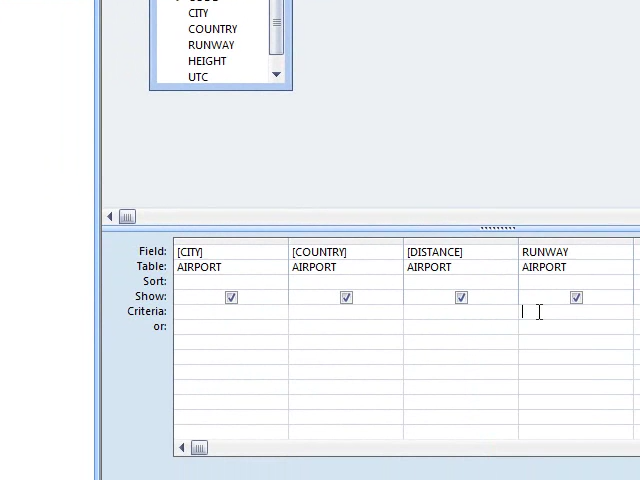 CITY
COUNTRY
RUNWAY
HEIGHT
UTC
Field: [CITY] [COUNTRY] [DISTANCE] RUNWAY
Table: AIRPORT AIRPORT AIRPORT AIRPORT
Sort:
Show:
Criteria:
or: